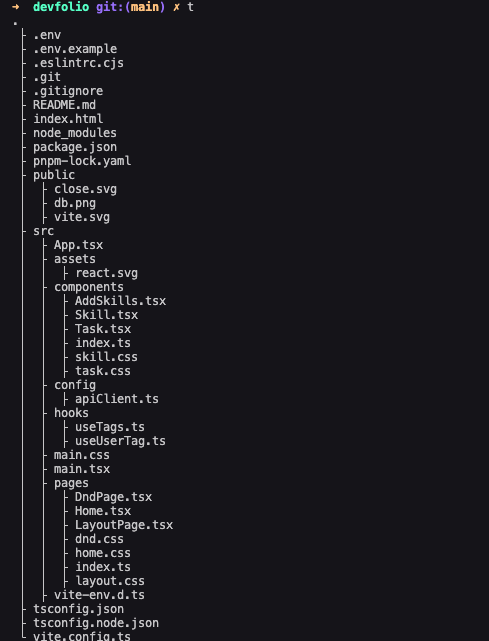 ➜ devfolio git:(main) ✗ t
.
├ .env
├ .env.example
├ .eslintrc.cjs
├ .git
├ .gitignore
├ README.md
├ index.html
├ node_modules
├ package.json
├ pnpm-lock.yaml
├ public
│ ├ close.svg
│ ├ db.png
│ ├ vite.svg
├ src
│ ├ App.tsx
│ ├ assets
│ │ ├ react.svg
│ ├ components
│ │ ├ AddSkills.tsx
│ │ ├ Skill.tsx
│ │ ├ Task.tsx
│ │ ├ index.ts
│ │ ├ skill.css
│ │ ├ task.css
│ ├ config
│ │ ├ apiClient.ts
│ ├ hooks
│ │ ├ useTags.ts
│ │ ├ useUserTag.ts
│ ├ main.css
│ ├ main.tsx
│ ├ pages
│ │ ├ DndPage.tsx
│ │ ├ Home.tsx
│ │ ├ LayoutPage.tsx
│ │ ├ dnd.css
│ │ ├ home.css
│ │ ├ index.ts
│ │ ├ layout.css
│ ├ vite-env.d.ts
├ tsconfig.json
├ tsconfig.node.json
└ vite.config.ts